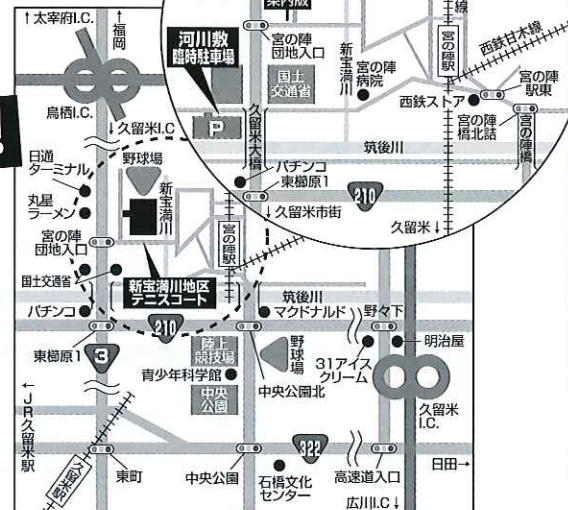 ↑太宰府I.C.
↑福岡
鳥栖I.C.
↓久留米I.C
日通
ターミナル
野球場
丸星
ラーメン
新宝満川
宮の陣
団地入口
宮の陣駅
国土交通省
新宝満川地区
テニスコート
パチンコ
210
筑後川
マクドナルド
野々下
東櫛原1
3
陸上
競技場
野球場
31アイス
クリーム
明治屋
青少年科学館
中央公園北
中央
公園
久留米
I.C.
←JR久留米駅
322
久留米駅
東町
中央公園
石橋文化
センター
高速道入口
日田→
広川I.C↓
案内版
線
河川敷
臨時駐車場
宮の陣
団地入口
新宝満川
宮の陣
病院
宮の陣駅
西鉄甘木線
国土
交通省
宮の陣
駅東
西鉄ストア
P
久留米大橋
宮の陣
橋北詰
宮の陣橋
筑後川
パチンコ
東櫛原1
210
↓久留米市街
久留米↓
!